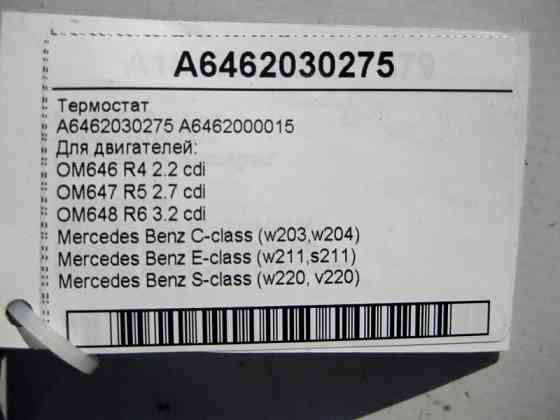 A6462030275
Термостат
A6462030275 A6462000015
Для двигателей:
OM646 R4 2.2 cdi
OM647 R5 2.7 cdi
OM648 R6 3.2 cdi
Mercedes Benz C-class (w203,w204)
Mercedes Benz E-class (w211,s211)
Mercedes Benz S-class (w220, v220)